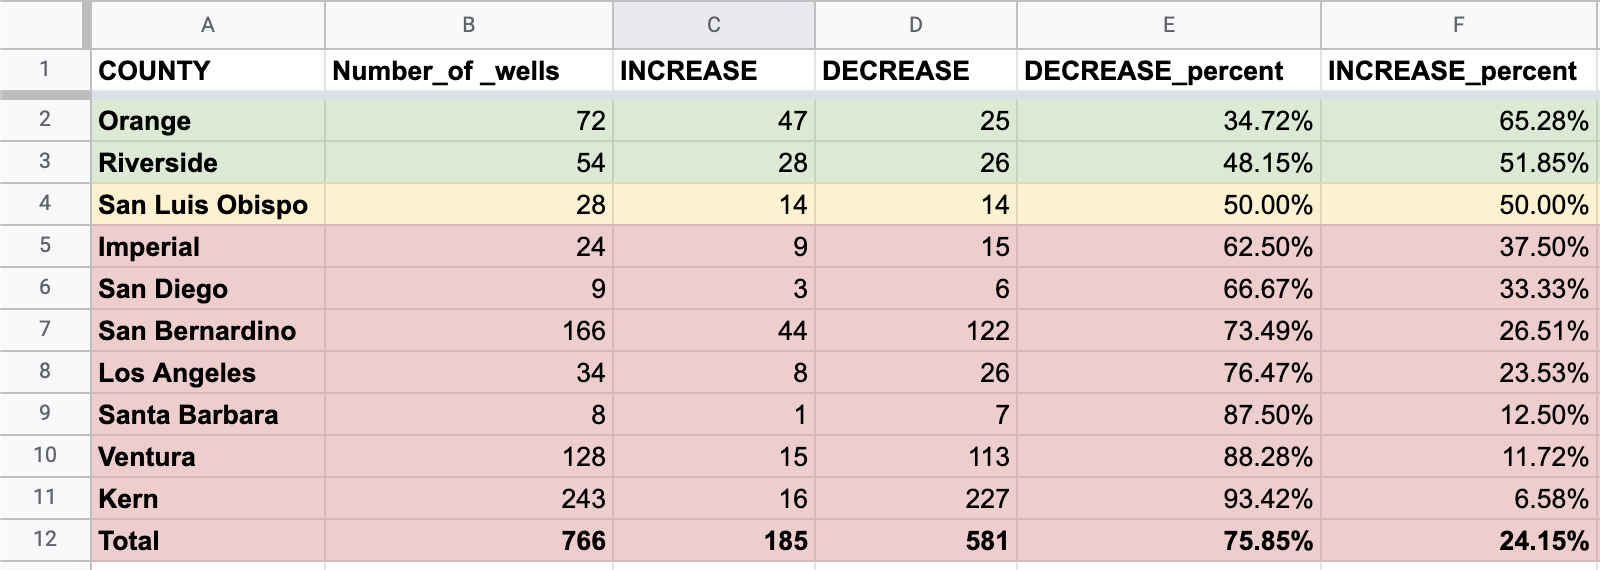 A B C D E F
1 COUNTY Number_of _wells INCREASE DECREASE DECREASE_percent INCREASE_percent
2 Orange 72 47 25 34.72% 65.28%
3 Riverside 54 28 26 48.15% 51.85%
4 San Luis Obispo 28 14 14 50.00% 50.00%
5 Imperial 24 9 15 62.50% 37.50%
6 San Diego 9 3 6 66.67% 33.33%
7 San Bernardino 166 44 122 73.49% 26.51%
8 Los Angeles 34 8 26 76.47% 23.53%
9 Santa Barbara 8 1 7 87.50% 12.50%
10 Ventura 128 15 113 88.28% 11.72%
11 Kern 243 16 227 93.42% 6.58%
12 Total 766 185 581 75.85% 24.15%